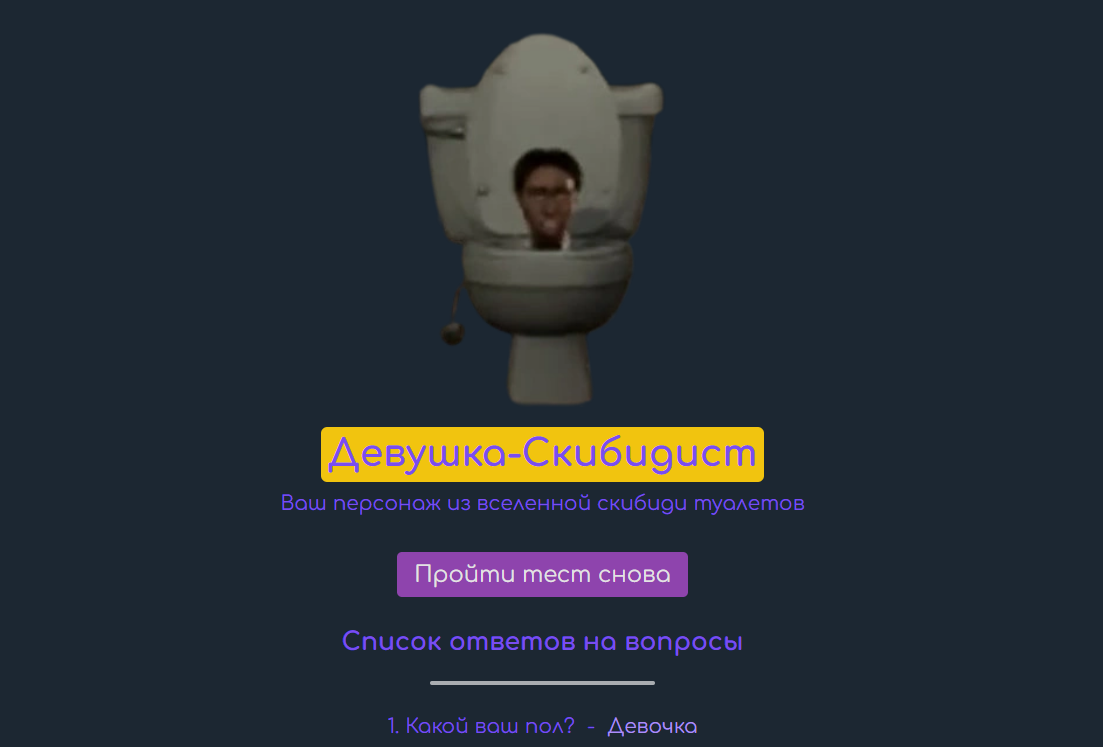 Девушка-Скибидист
Ваш персонаж из вселенной скибиди туалетов
Пройти тест снова
Список ответов на вопросы
1. Какой ваш пол? - Девочка